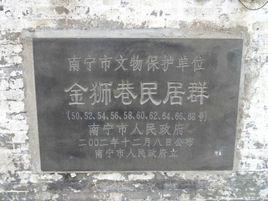 南宁市文物保护单位
金狮巷民居群
(50、52、54、56、58、60、62、64、66、68号)
南宁市人民政府
二00二年十二月八日公布
南宁市人民政府立